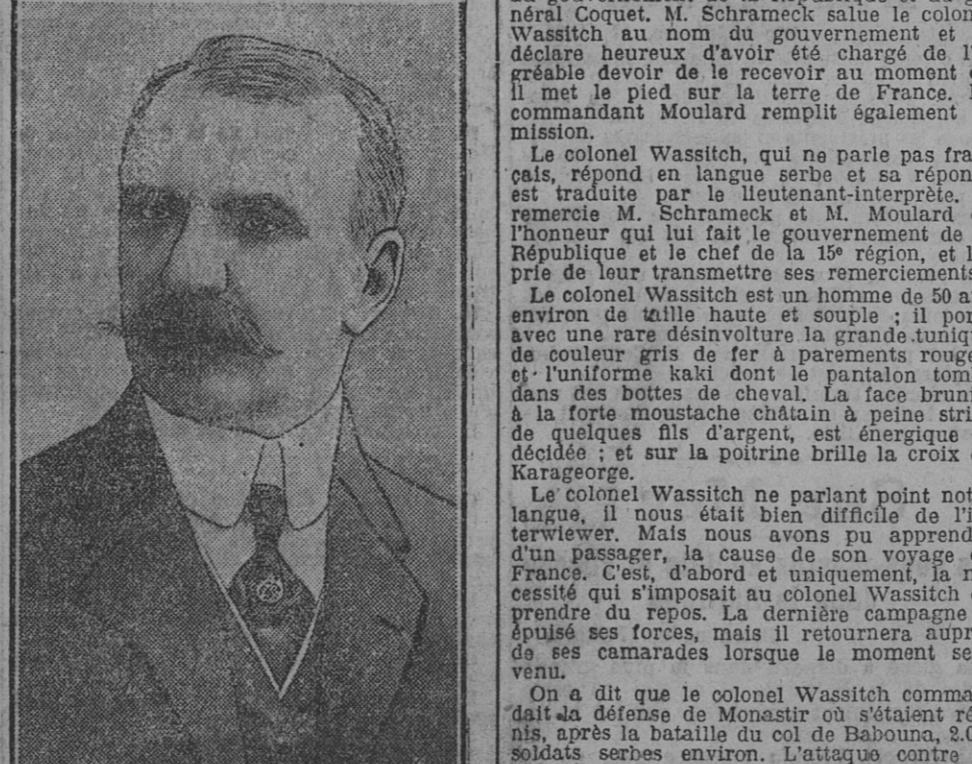 néral Coquet. M. Schrameck salue le colon
Wassitch au nom du gouvernement et
déclare heureux d'avoir été chargé de l'
gréable devoir de le recevoir au moment
il met le pied sur la terre de France.
commandant Moulard remplit également
mission.
Le colonel Wassitch, qui ne parle pas fra
çais, répond en langue serbe et sa répon
est traduite par le lieutenant-interprète.
remercie M. Schrameck et M. Moulard
l'honneur qui lui fait le gouvernement de
République et le chef de la 15e région, et l
prie de leur transmettre ses remerciements
Le colonel Wassitch est un homme de 50 a
environ de taille haute et souple ; il por
avec une rare désinvolture la grande tuniq
de couleur gris de fer à parements rouge
et l'uniforme kaki dont le pantalon tom
dans des bottes de cheval. La face brun
à la forte moustache châtain à peine stri
de quelques fils d'argent, est énergique
décidée ; et sur la poitrine brille la croix
Karageorge.
Le colonel Wassitch ne parlant point not
langue, il nous était bien difficile de l'i
terwiewer. Mais nous avons pu apprend
d'un passager, la cause de son voyage
France. C'est, d'abord et uniquement, la n
cessité qui s'imposait au colonel Wassitch
prendre du repos. La dernière campagne
épuisé ses forces, mais il retournera aupr
de ses camarades lorsque le moment se
venu.
On a dit que le colonel Wassitch comma
dait la défense de Monastir où s'étaient ré
nis, après la bataille du col de Babouna, 2.0
soldats serbes environ. L'attaque contre